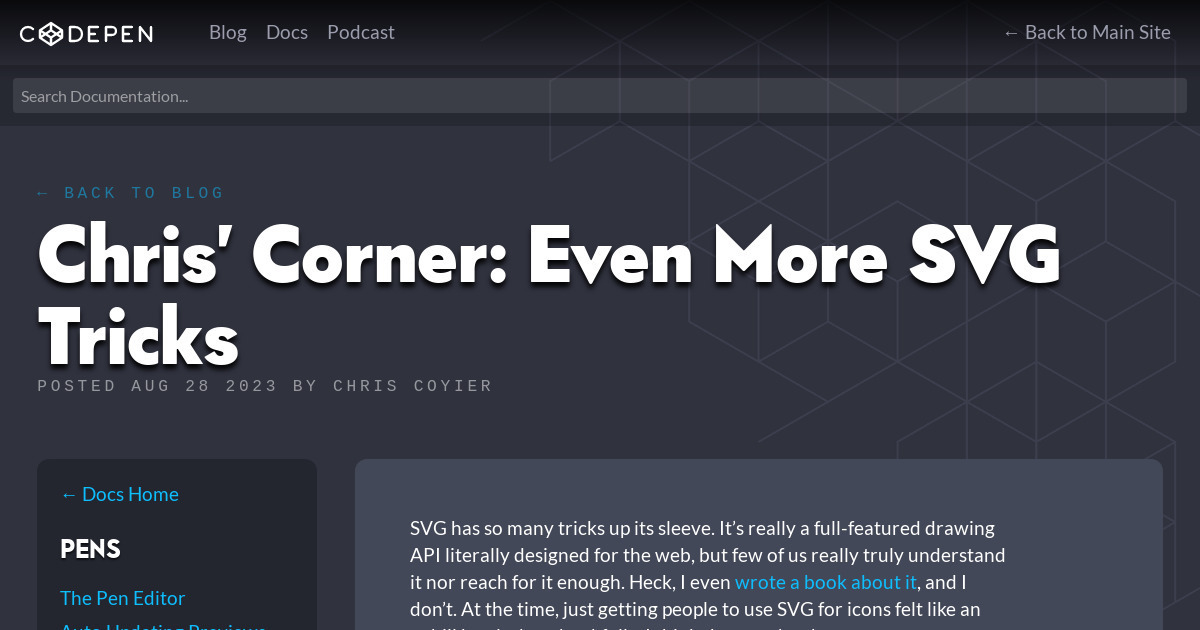 CODEPEN
Blog Docs Podcast
← Back to Main Site
Search Documentation...
← BACK TO BLOG
Chris' Corner: Even More SVG
Tricks
POSTED AUG 28 2023 BY CHRIS COYIER
← Docs Home
PENS
The Pen Editor
Auto Updating Previews
SVG has so many tricks up its sleeve. It’s really a full-featured drawing
API literally designed for the web, but few of us really truly understand
it nor reach for it enough. Heck, I even wrote a book about it, and I
don’t. At the time, just getting people to use SVG for icons felt like an